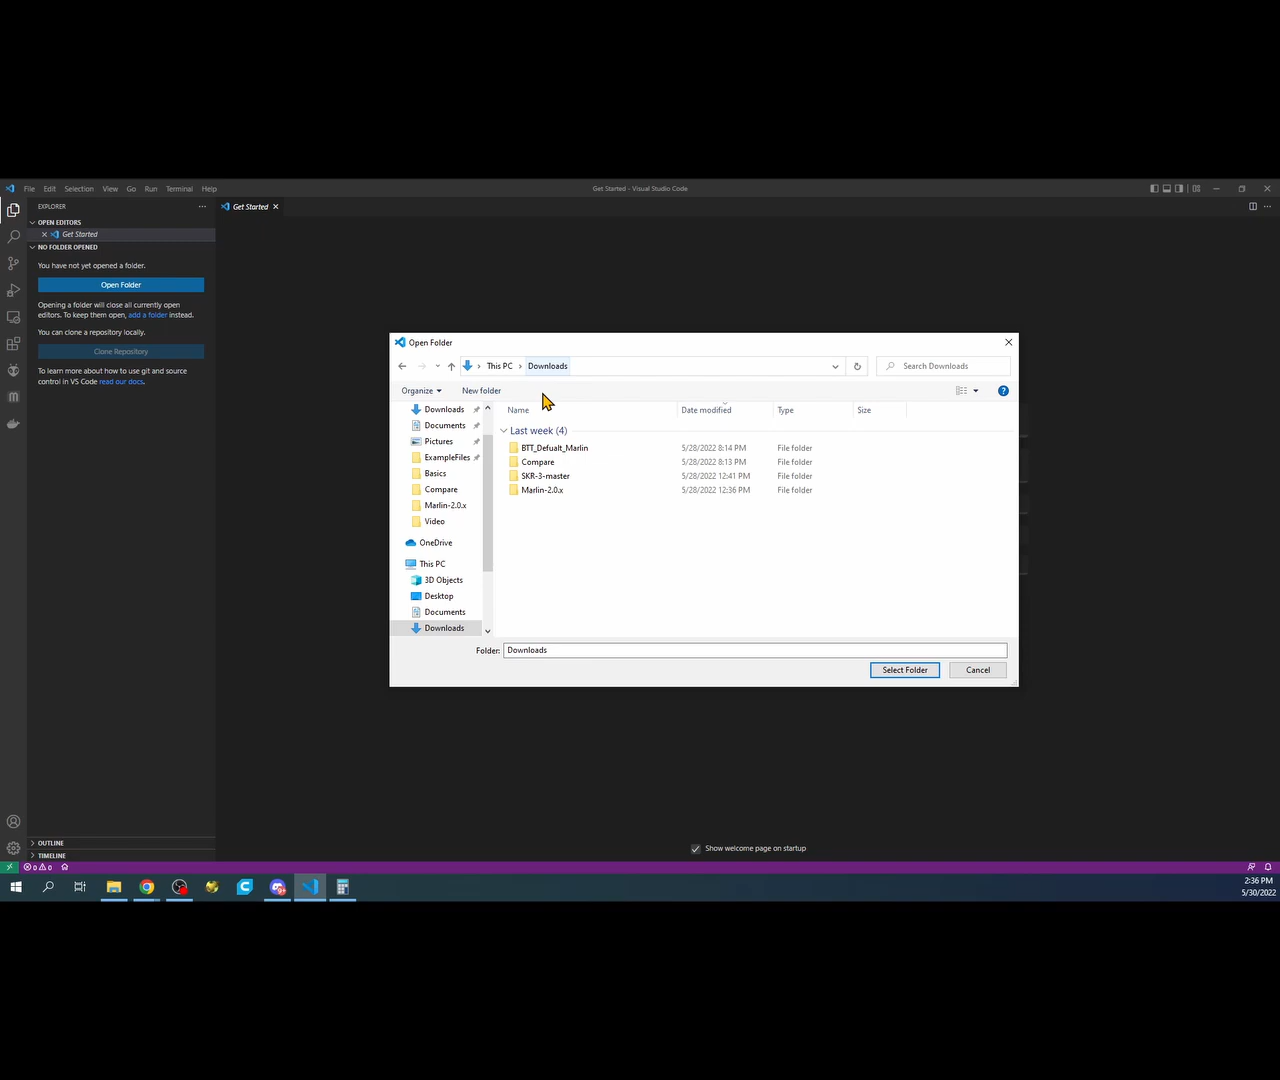 File Edit Selection View Go Run Terminal Help
Get Started - Visual Studio Code
EXPLORER
Get Started
OPEN EDITORS
Get Started
NO FOLDER OPENED
You have not yet opened a folder.
Open Folder
Opening a folder will close all currently open
editors. To keep them open, add a folder instead.
You can clone a repository locally.
Clone Repository
To learn more about how to use git and source
control in VS Code read our docs.
Open Folder
This PC > Downloads
Search Downloads
Organize
New folder
Downloads
Documents
Pictures
ExampleFiles
Basics
Compare
Marlin-2.0.x
Video
OneDrive
This PC
3D Objects
Desktop
Documents
Downloads
Name Date modified Type Size
Last week (4)
BTT_Defualt_Marlin 5/28/2022 8:14 PM File folder
Compare 5/28/2022 8:13 PM File folder
SKR-3-master 5/28/2022 12:41 PM File folder
Marlin-2.0.x 5/28/2022 12:36 PM File folder
Folder: Downloads
Select Folder
Cancel
OUTLINE
TIMELINE
Show welcome page on startup
0 0
2:36 PM
5/30/2022